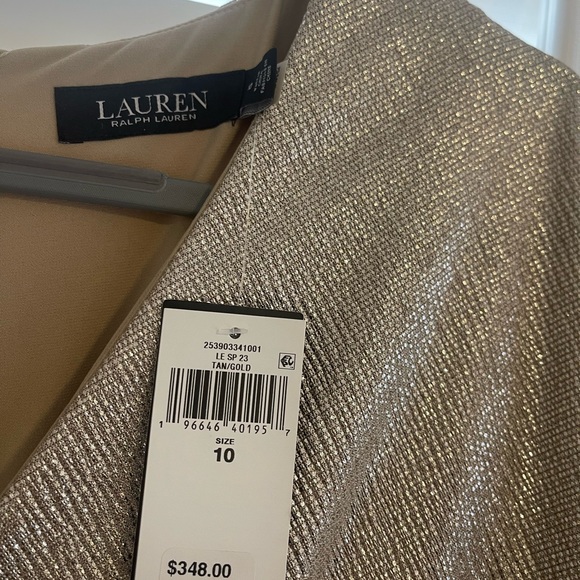 LAUREN
RALPH LAUREN
253903341001
LE SP 23
TAN/GOLD
1 96646 40195 7
SIZE
10
$348.00